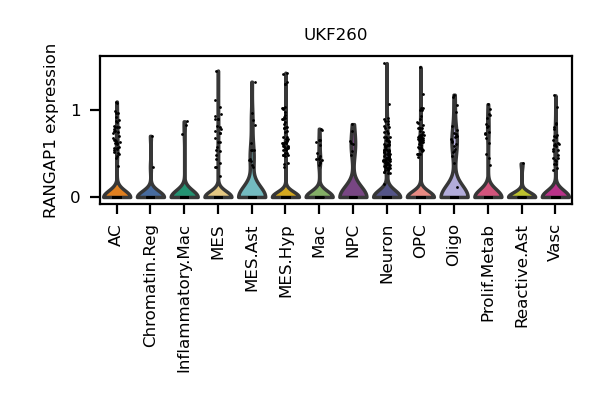 UKF260
RANGAP1 expression
1
0
AC
Chromatin.Reg
Inflammatory.Mac
MES
MES.Ast
MES.Hyp
Mac
NPC
Neuron
OPC
Oligo
Prolif.Metab
Reactive.Ast
Vasc